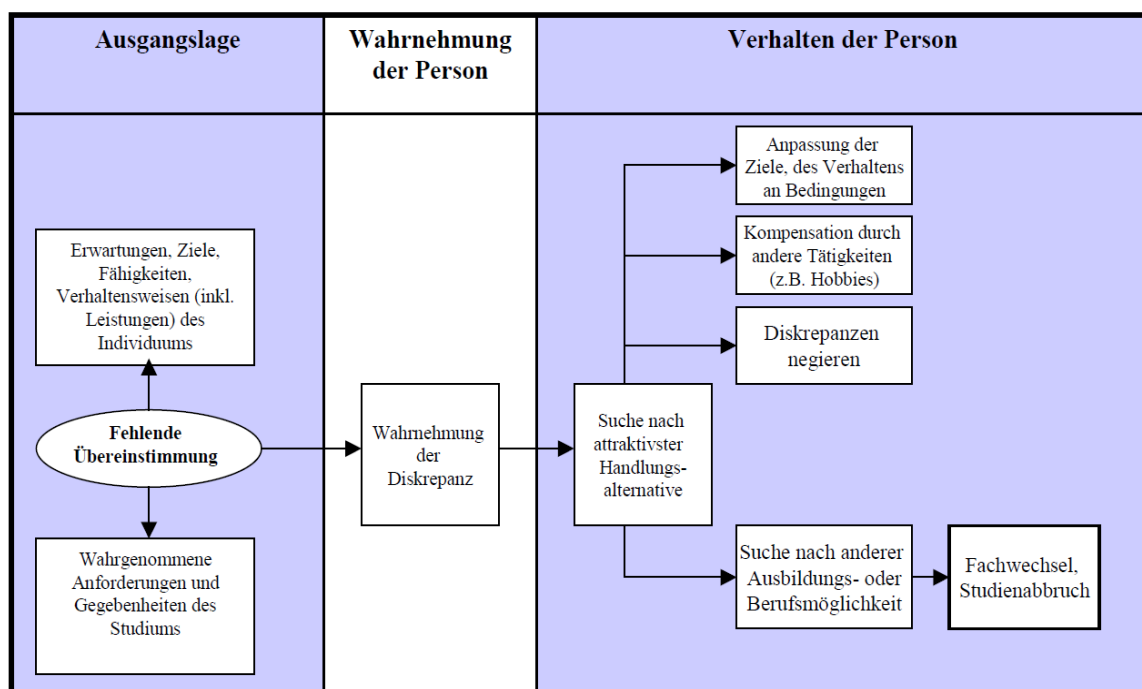 Ausgangslage
Wahrnehmung
der Person
Verhalten der Person
Erwartungen, Ziele,
Fähigkeiten,
Verhaltensweisen (inkl.
Leistungen) des
Individuums
Fehlende
Übereinstimmung
Wahrgenommene
Anforderungen und
Gegebenheiten des
Studiums
Wahrnehmung
der
Diskrepanz
Suche nach
attraktivster
Handlungs-
alternative
Anpassung der
Ziele, des Verhaltens
an Bedingungen
Kompensation durch
andere Tätigkeiten
(z.B. Hobbies)
Diskrepanzen
negieren
Suche nach anderer
Ausbildungs- oder
Berufsmöglichkeit
Fachwechsel,
Studienabbruch